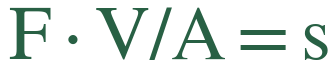 F · V/A = s